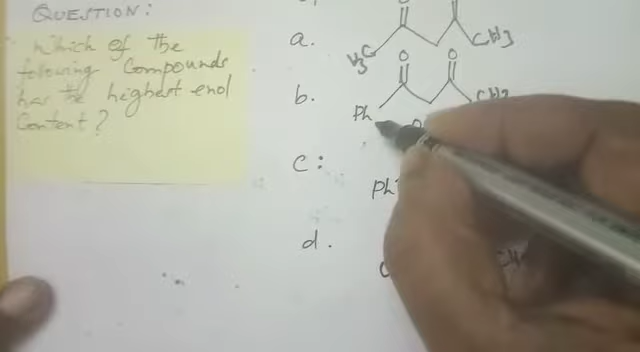 QUESTION:
Which of the
following Compounds
has the highest enol
Content?
a.
H3C
CH3
b.
O
O
Ph
CH3
c:
Ph
d.